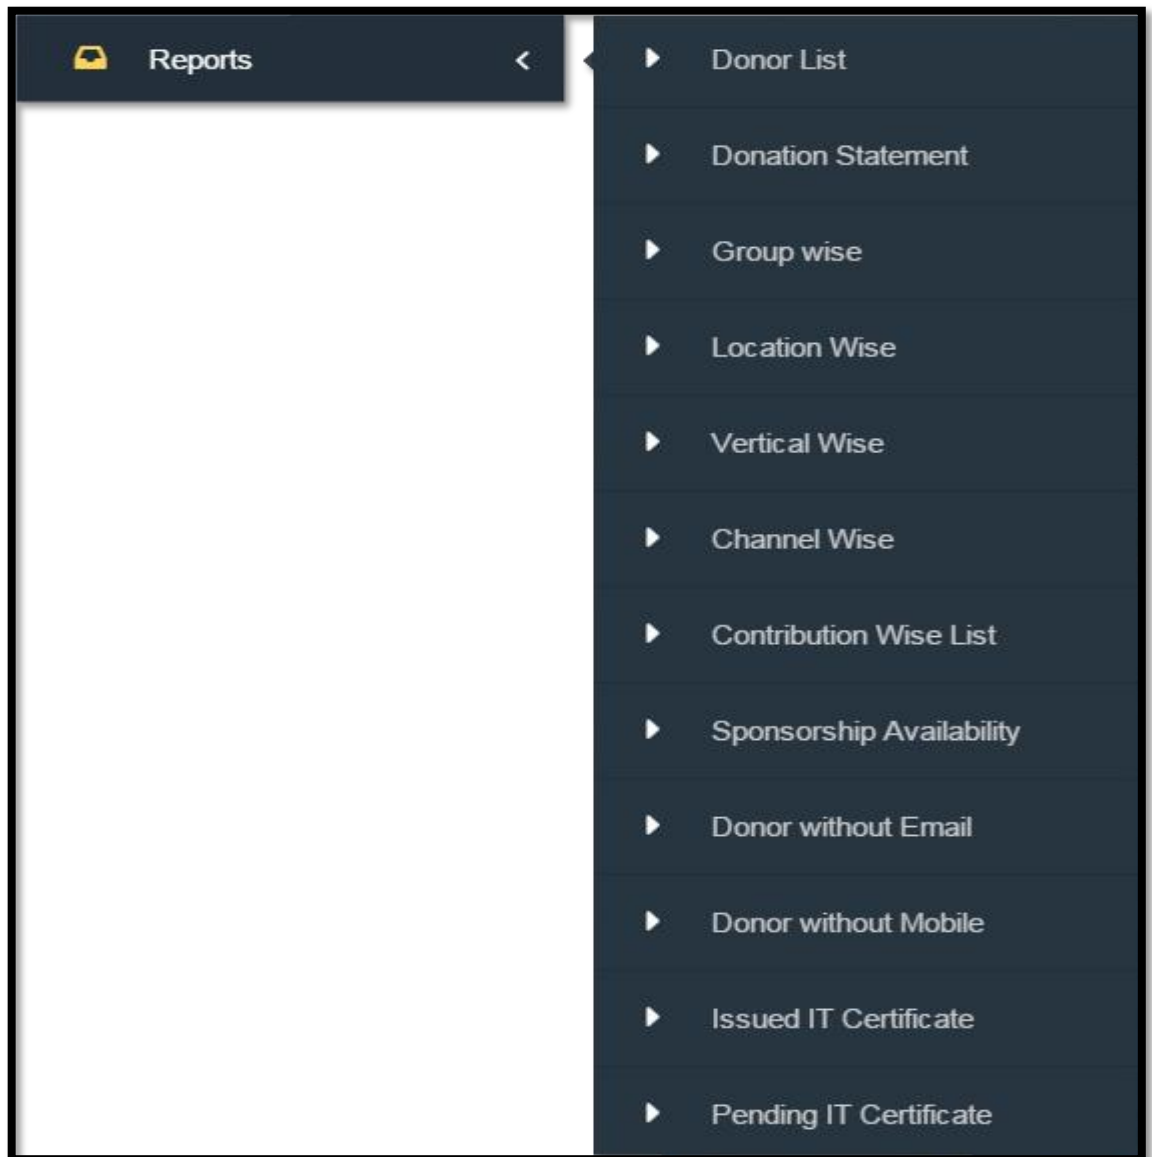 Reports
Donor List
Donation Statement
Group wise
Location Wise
Vertical Wise
Channel Wise
Contribution Wise List
Sponsorship Availability
Donor without Email
Donor without Mobile
Issued IT Certificate
Pending IT Certificate